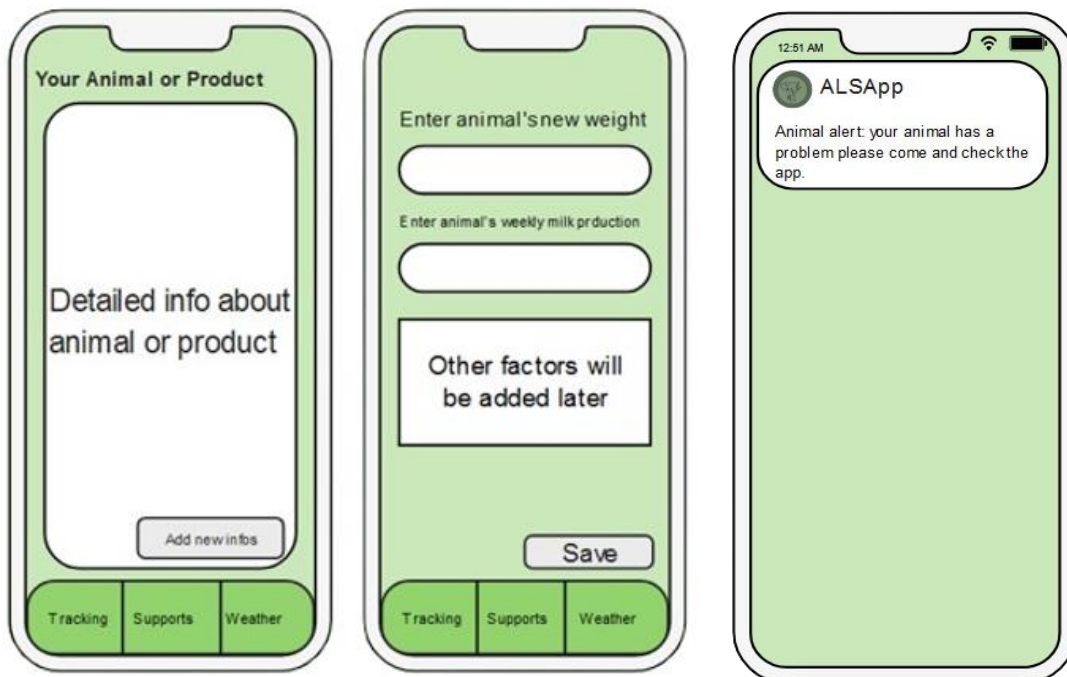 Your Animal or Product
Detailed info about
animal or product
Add new infos
Tracking
Supports
Weather
Enter animal's new weight
Enter animal's weekly milk prduction
Other factors will
be added later
Save
Tracking
Supports
Weather
12:51 AM
ALSApp
Animal alert: your animal has a
problem please come and check the
app.